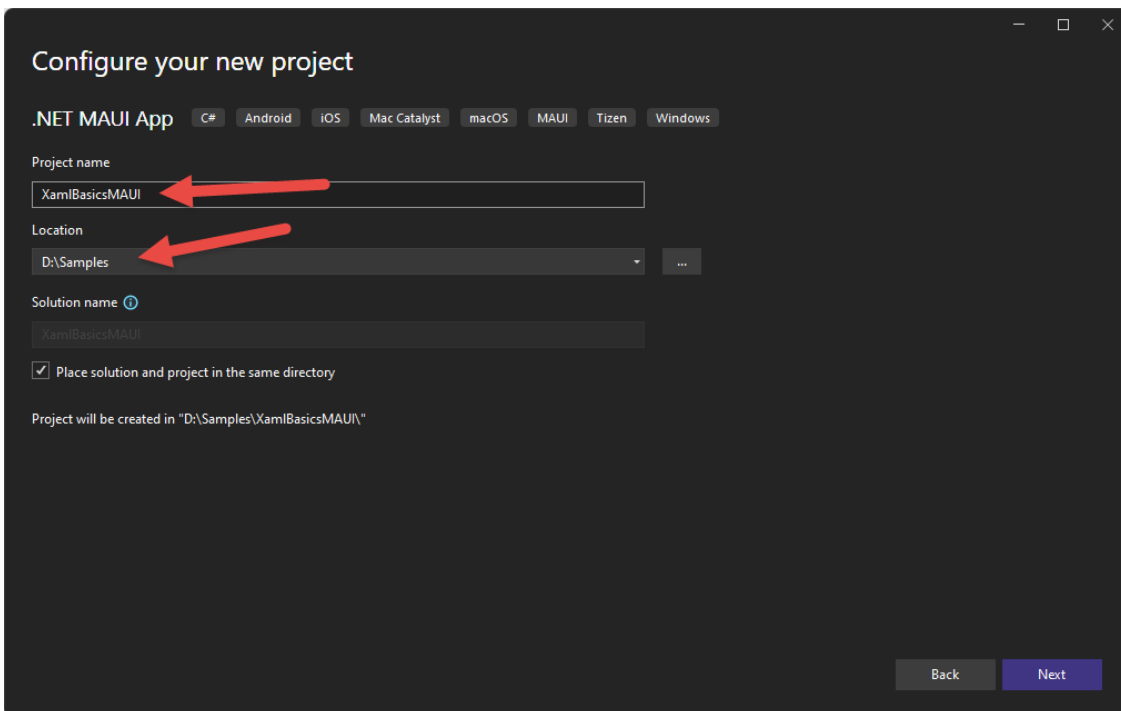 Configure your new project
.NET MAUI App C# Android iOS Mac Catalyst macOS MAUI Tizen Windows
Project name
XamlBasicsMAUI
Location
D:\Samples
...
Solution name
XamlBasicsMAUI
Place solution and project in the same directory
Project will be created in "D:\Samples\XamlBasicsMAUI\"
Back Next